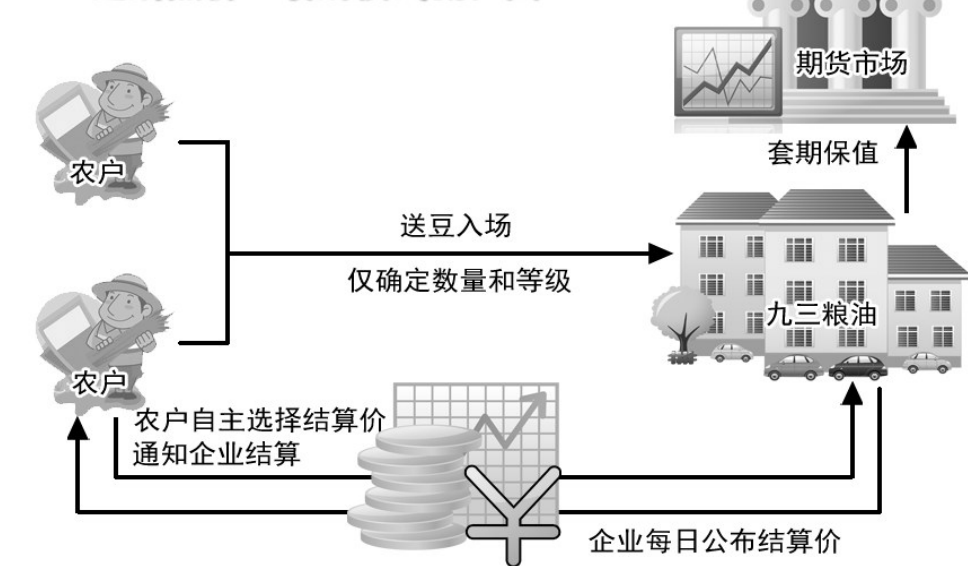 期货市场
套期保值
农户
送豆入场
仅确定数量和等级
九三粮油
农户
农户自主选择结算价
通知企业结算
企业每日公布结算价